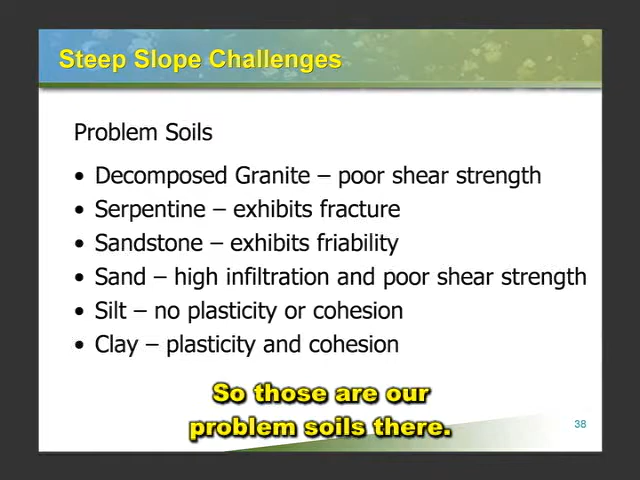 Steep Slope Challenges
Problem Soils
• Decomposed Granite – poor shear strength
• Serpentine – exhibits fracture
• Sandstone – exhibits friability
• Sand – high infiltration and poor shear strength
• Silt – no plasticity or cohesion
• Clay – plasticity and cohesion
So those are our
problem soils there.
38